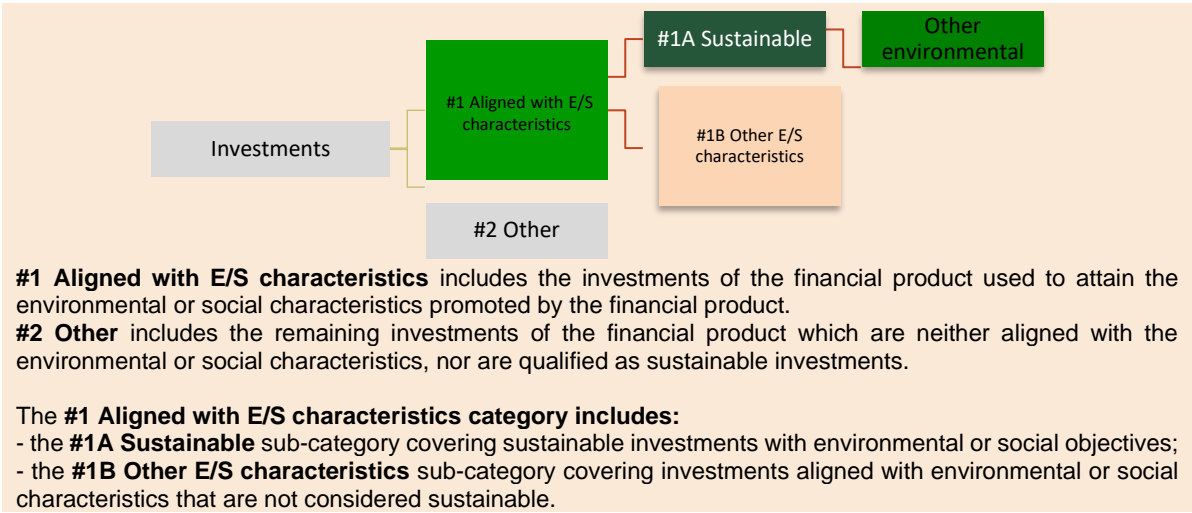 Other
environmental
#1A Sustainable
#1 Aligned with E/S
characteristics
#1B Other E/S
characteristics
Investments
#2 Other
#1 Aligned with E/S characteristics includes the investments of the financial product used to attain the
environmental or social characteristics promoted by the financial product.
#2 Other includes the remaining investments of the financial product which are neither aligned with the
environmental or social characteristics, nor are qualified as sustainable investments.
The #1 Aligned with E/S characteristics category includes:
- the #1A Sustainable sub-category covering sustainable investments with environmental or social objectives;
- the #1B Other E/S characteristics sub-category covering investments aligned with environmental or social
characteristics that are not considered sustainable.